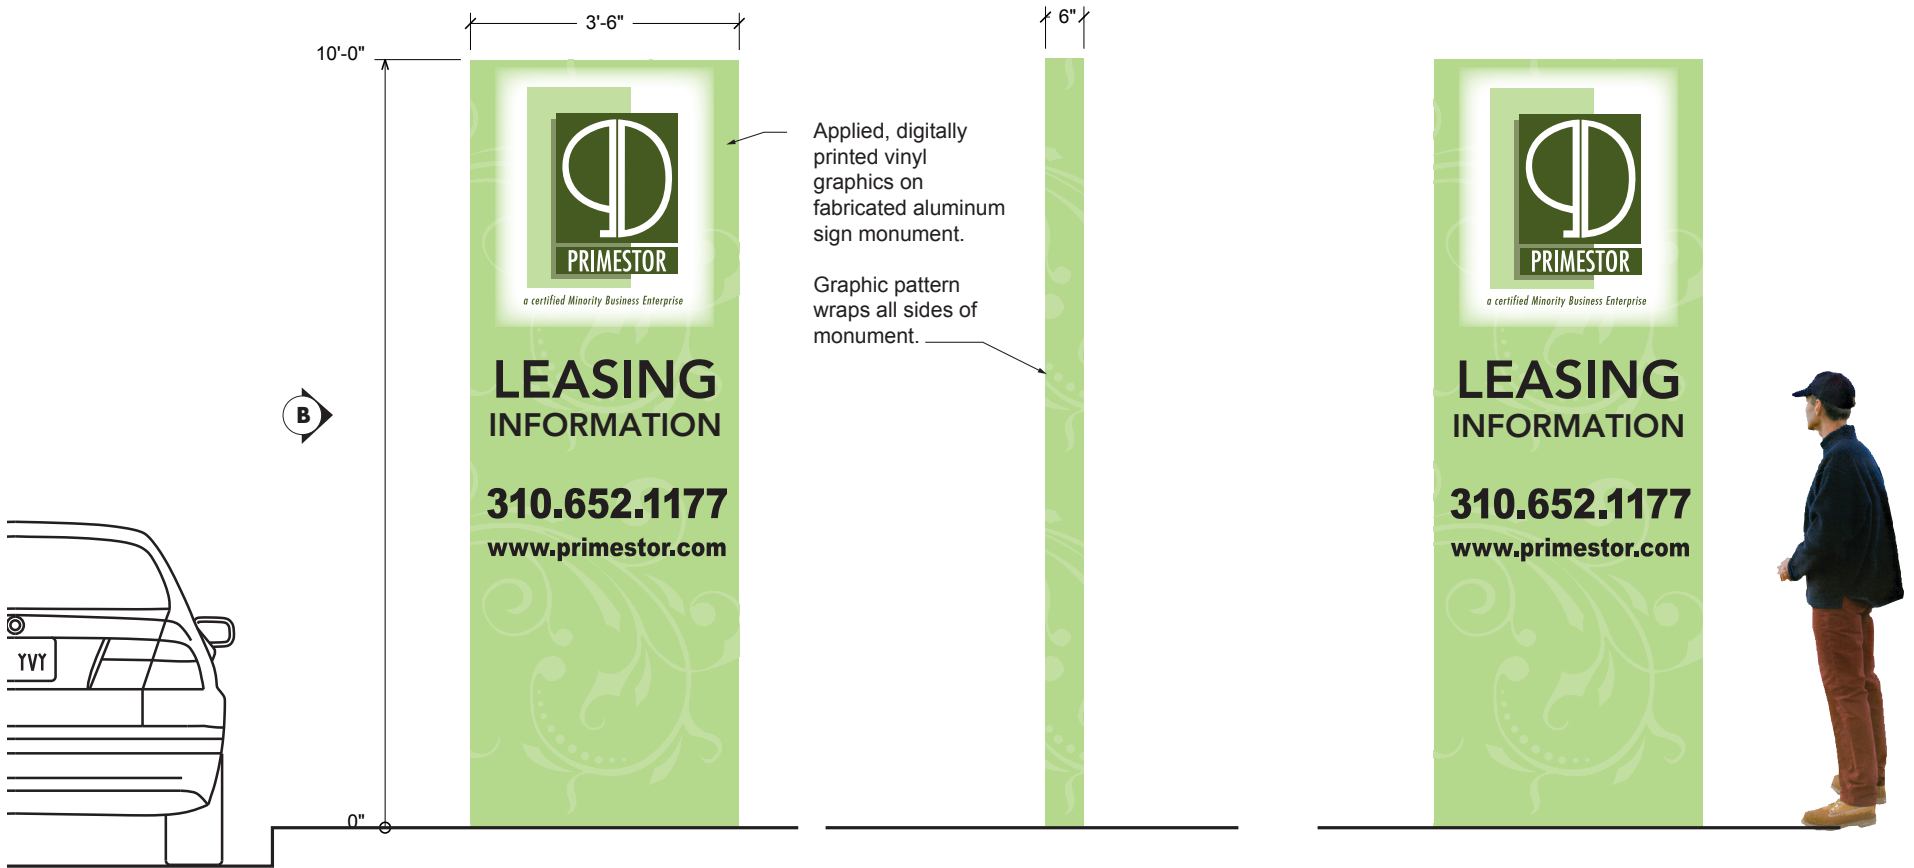 3'-6"
6"
10'-0"
PRIMESTOR
a certified Minority Business Enterprise
LEASING
INFORMATION
310.652.1177
www.primestor.com
Applied, digitally
printed vinyl
graphics on
fabricated aluminum
sign monument.
Graphic pattern
wraps all sides of
monument.
PRIMESTOR
a certified Minority Business Enterprise
LEASING
INFORMATION
310.652.1177
www.primestor.com
B
YVY
0"